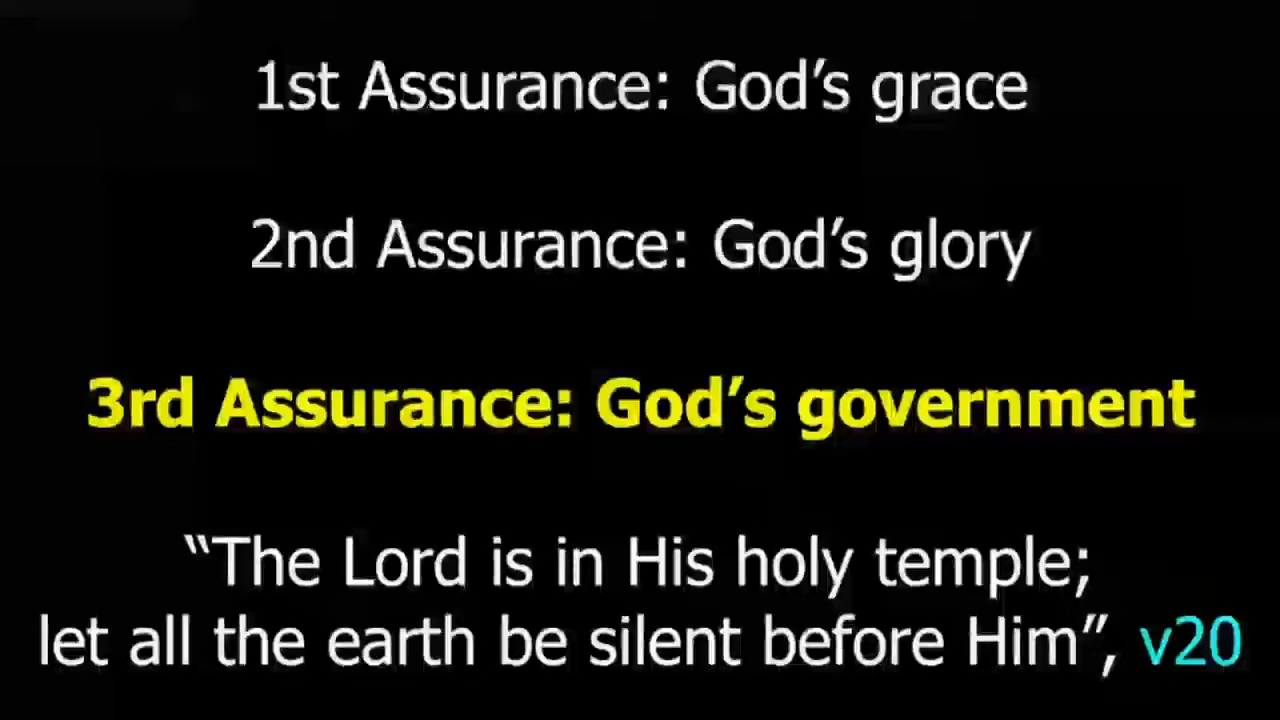 1st Assurance: God’s grace
2nd Assurance: God’s glory
3rd Assurance: God’s government
“The Lord is in His holy temple;
let all the earth be silent before Him”, v20